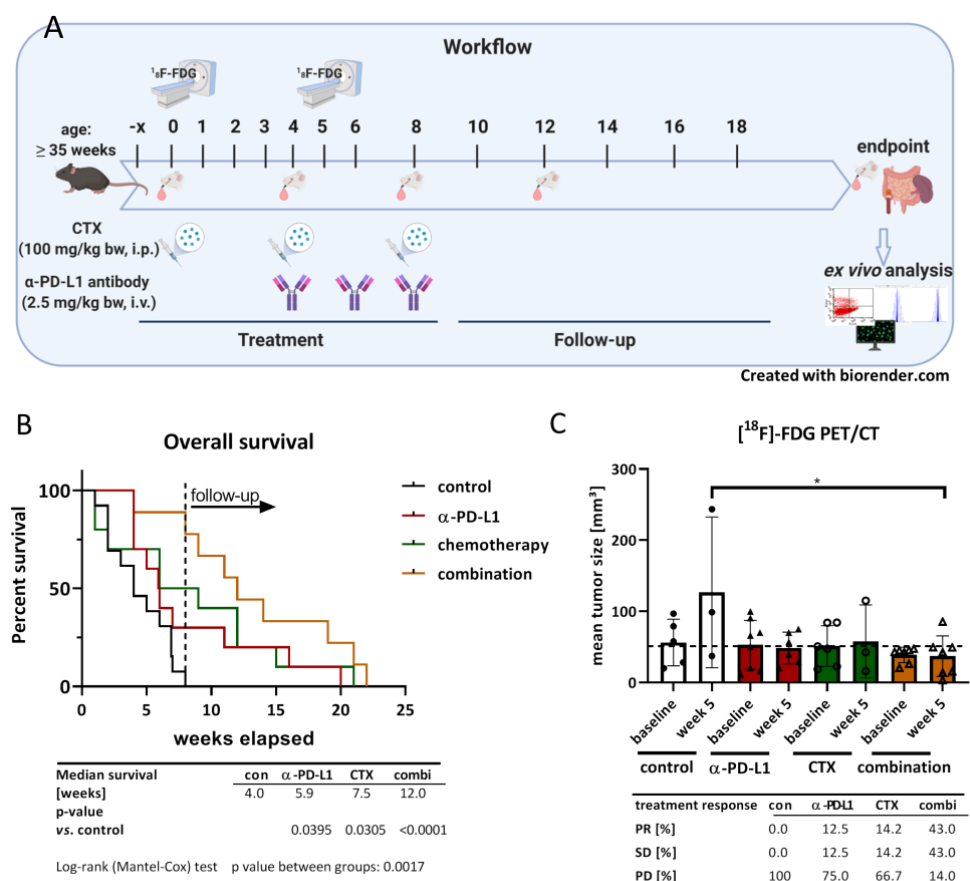 A
Workflow
¹₈F-FDG ¹₈F-FDG
age: -x 0 1 2 3 4 5 6 8 10 12 14 16 18
≥ 35 weeks
endpoint
CTX
(100 mg/kg bw, i.p.)
α-PD-L1 antibody
(2.5 mg/kg bw, i.v.)
ex vivo analysis
Treatment Follow-up
Created with biorender.com
B
Overall survival
Percent survival
100
50
0
follow-up
control
α-PD-L1
chemotherapy
combination
0 5 10 15 20 25
weeks elapsed
Median survival con α-PD-L1 CTX combi
[weeks] 4.0 5.9 7.5 12.0
p-value
vs. control 0.0395 0.0305 <0.0001
Log-rank (Mantel-Cox) test p value between groups: 0.0017
C
[¹⁸F]-FDG PET/CT
mean tumor size [mm³]
300
200
100
0
*
baseline week 5 baseline week 5 baseline week 5 baseline week 5
control α-PD-L1 CTX combination
treatment response con α-PD-L1 CTX combi
PR [%] 0.0 12.5 14.2 43.0
SD [%] 0.0 12.5 14.2 43.0
PD [%] 100 75.0 66.7 14.0